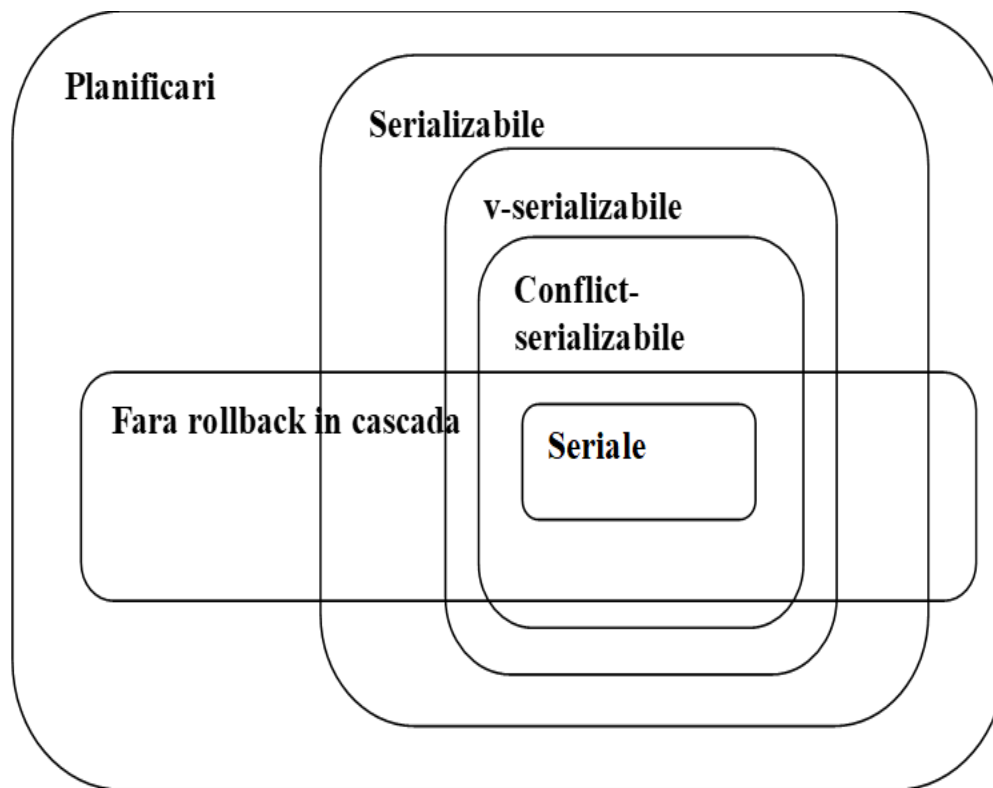 Planificari
Serializabile
v-serializabile
Conflict-
serializabile
Fara rollback in cascada
Seriale